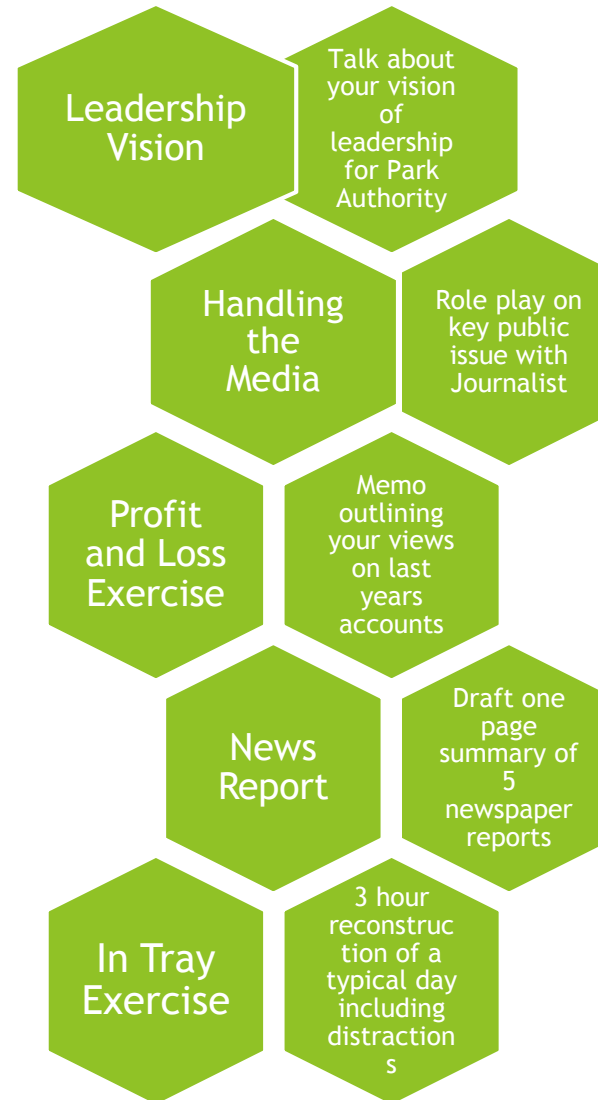 Leadership
Vision
Talk about
your vision
of
leadership
for Park
Authority
Handling
the
Media
Role play on
key public
issue with
Journalist
Profit
and Loss
Exercise
Memo
outlining
your views
on last
years
accounts
News
Report
Draft one
page
summary of
5
newspaper
reports
In Tray
Exercise
3 hour
reconstruc
tion of a
typical day
including
distraction
s